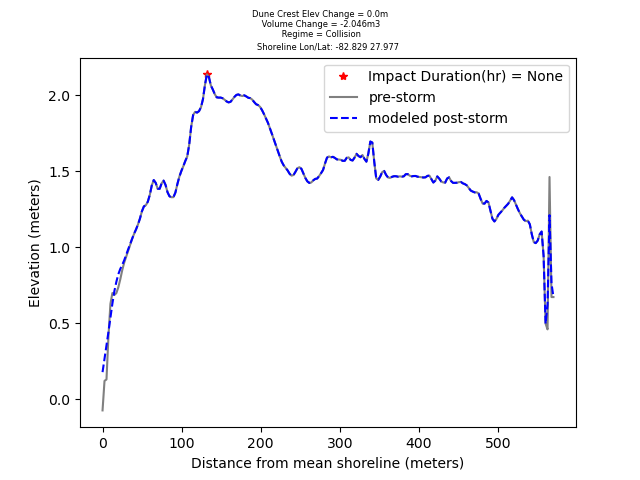 Dune Crest Elev Change = 0.0m
Volume Change = -2.046m3
Regime = Collision
Shoreline Lon/Lat: -82.829 27.977
Impact Duration(hr) = None
pre-storm
modeled post-storm
Elevation (meters)
2.0
1.5
1.0
0.5
0.0
0 100 200 300 400 500
Distance from mean shoreline (meters)